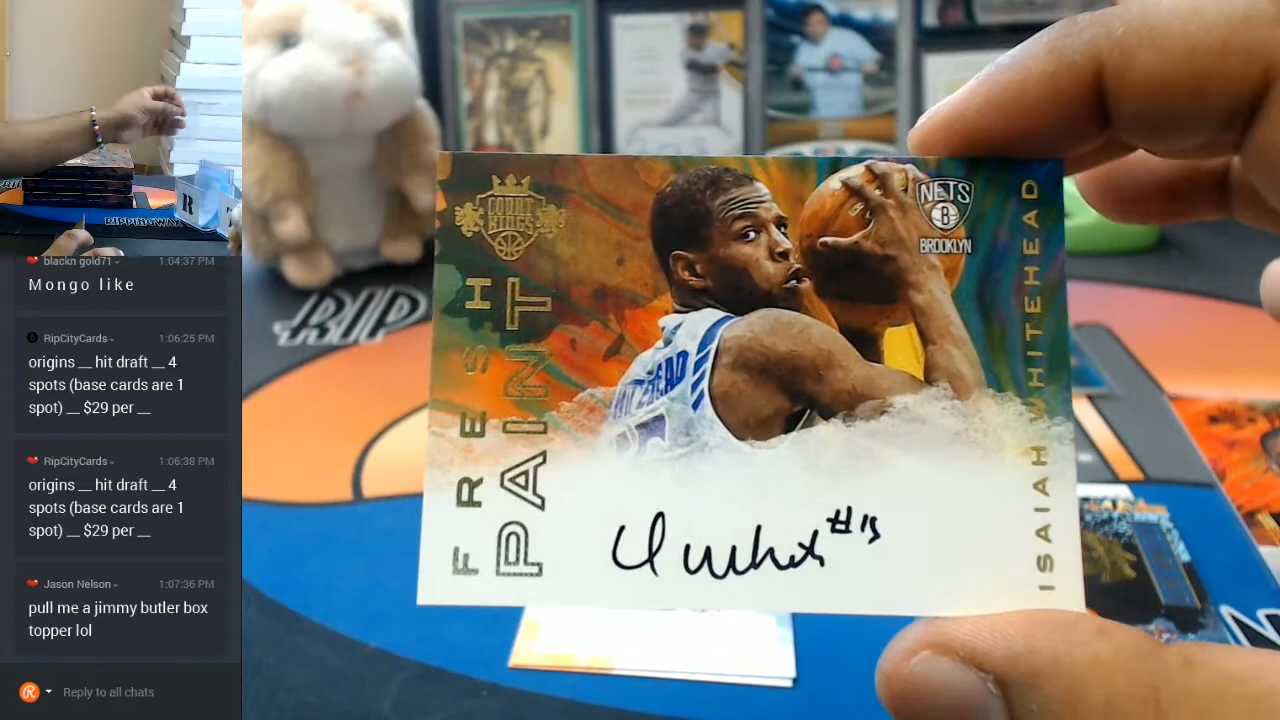 RIPPINGWAX
R
blackn gold71
1:04:37 PM
Mongo like
RipCityCards
1:06:25 PM
origins __ hit draft __ 4
spots (base cards are 1
spot) __ $29 per __
RipCityCards
1:06:38 PM
origins __ hit draft __ 4
spots (base cards are 1
spot) __ $29 per __
Jason Nelson
1:07:36 PM
pull me a jimmy butler box
topper lol
Reply to all chats
RIP
COURT
KINGS
FRESH
PAINT
NETS
B
BROOKLYN
ISAIAH WHITEHEAD
#15